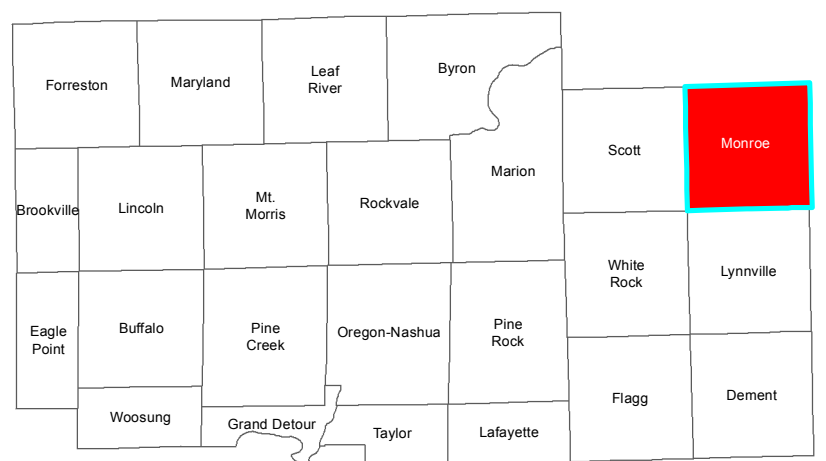 Forreston
Maryland
Leaf
River
Byron
Scott
Monroe
Brookville
Lincoln
Mt.
Morris
Rockvale
Marion
White
Rock
Lynnville
Eagle
Point
Buffalo
Pine
Creek
Oregon-Nashua
Pine
Rock
Flagg
Dement
Woosung
Grand Detour
Taylor
Lafayette